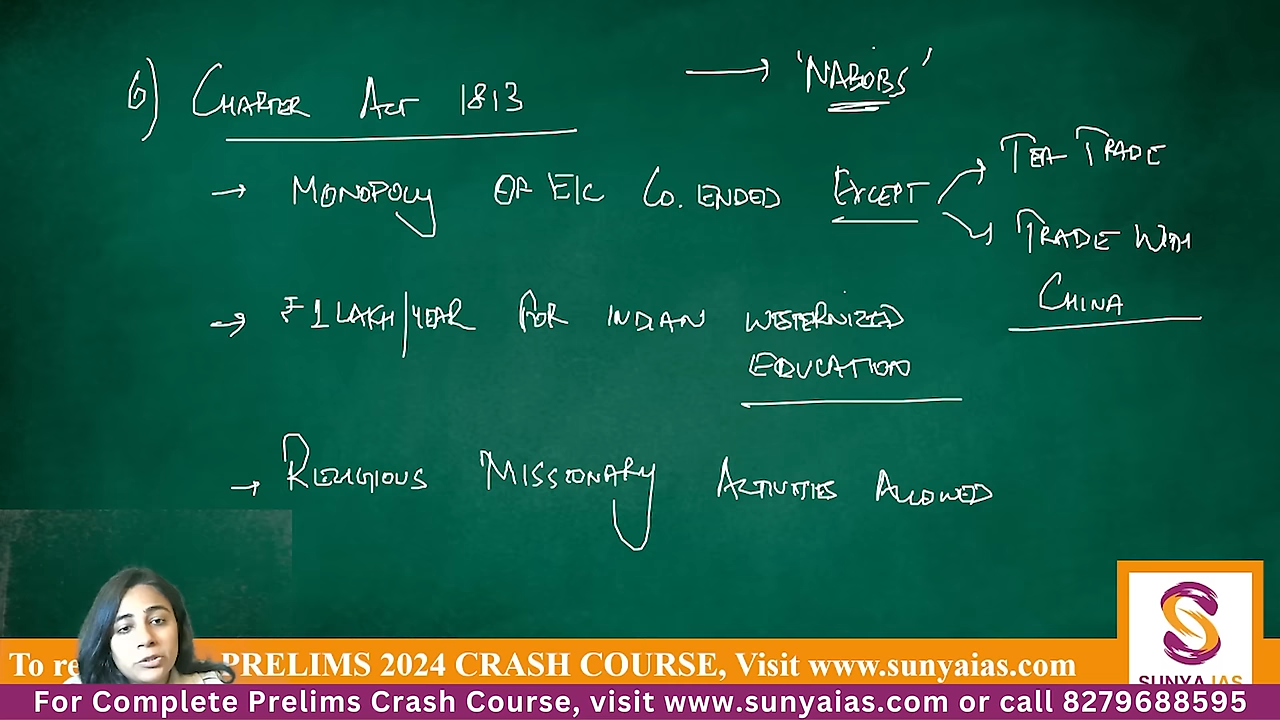 6) CHARTER ACT 1813
→ 'NABOBS'
→ MONOPOLY OF E/C CO. ENDED EXCEPT
TEA TRADE
TRADE WITH
CHINA
→ ₹1 LAKH/YEAR FOR INDIAN WESTERNIZED
EDUCATION
→ RELIGIOUS MISSIONARY ACTIVITIES ALLOWED
To re PRELIMS 2024 CRASH COURSE, Visit www.sunyaias.com
SUNYA IAS
For Complete Prelims Crash Course, visit www.sunyaias.com or call 8279688595